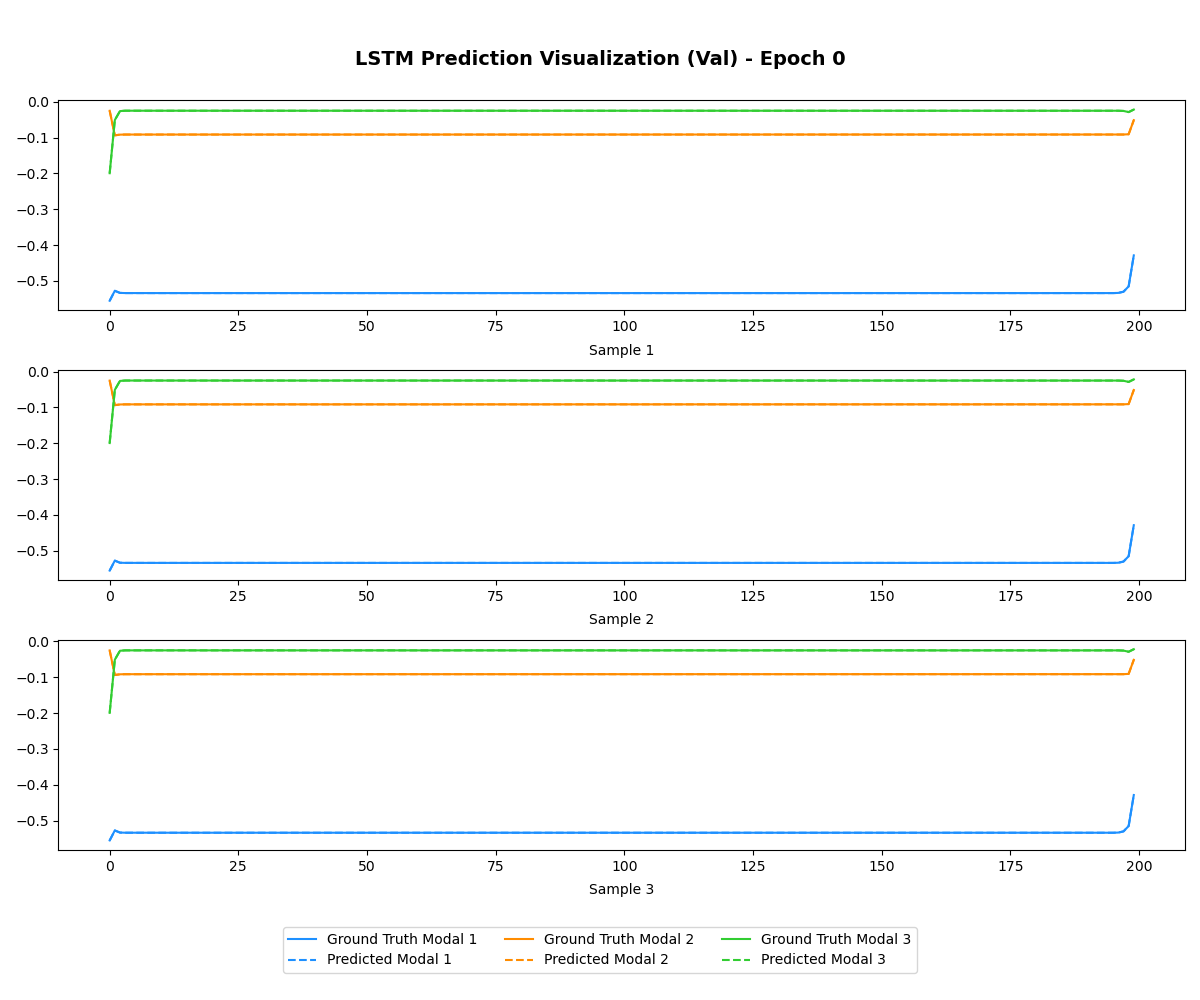 LSTM Prediction Visualization (Val) - Epoch 0
0.0
−0.1
−0.2
−0.3
−0.4
−0.5
0 25 50 75 100 125 150 175 200
Sample 1
0.0
−0.1
−0.2
−0.3
−0.4
−0.5
0 25 50 75 100 125 150 175 200
Sample 2
0.0
−0.1
−0.2
−0.3
−0.4
−0.5
0 25 50 75 100 125 150 175 200
Sample 3
Ground Truth Modal 1 Ground Truth Modal 2 Ground Truth Modal 3
Predicted Modal 1 Predicted Modal 2 Predicted Modal 3